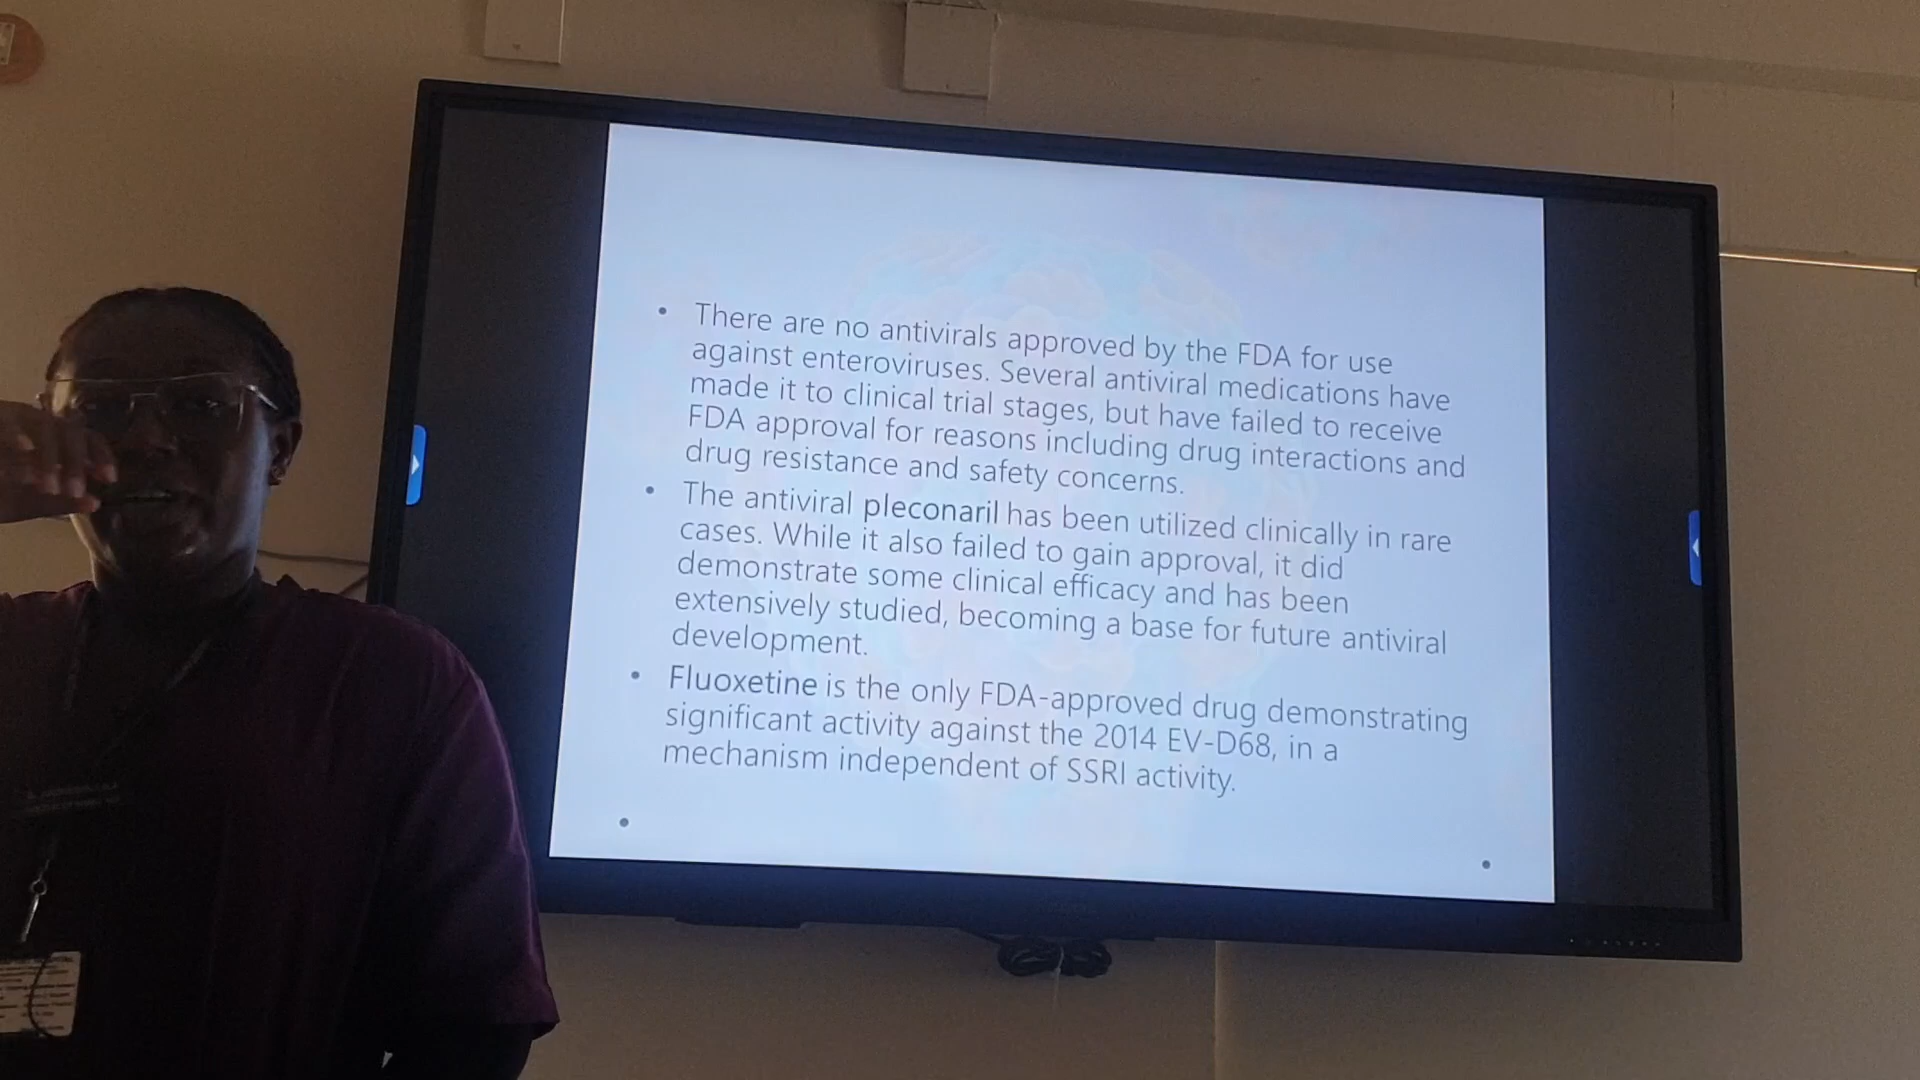 • There are no antivirals approved by the FDA for use
against enteroviruses. Several antiviral medications have
made it to clinical trial stages, but have failed to receive
FDA approval for reasons including drug interactions and
drug resistance and safety concerns.
• The antiviral pleconaril has been utilized clinically in rare
cases. While it also failed to gain approval, it did
demonstrate some clinical efficacy and has been
extensively studied, becoming a base for future antiviral
development.
• Fluoxetine is the only FDA-approved drug demonstrating
significant activity against the 2014 EV-D68, in a
mechanism independent of SSRI activity.